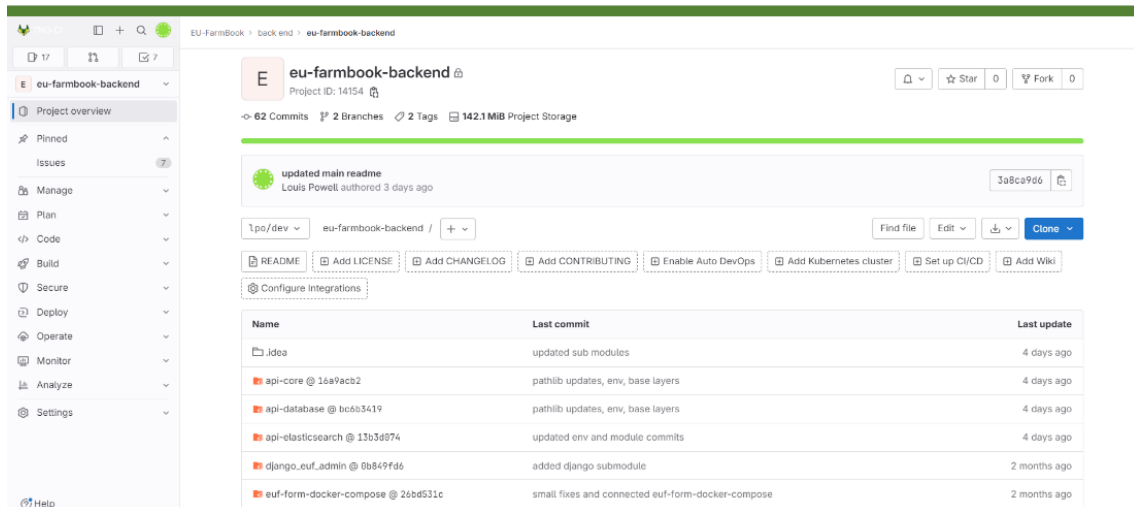 EU-FarmBook > back end > eu-farmbook-backend
17 7
E eu-farmbook-backend
Project overview
Pinned
Issues 7
Manage
Plan
Code
Build
Secure
Deploy
Operate
Monitor
Analyze
Settings
Help
E eu-farmbook-backend
Project ID: 14154
Star 0 Fork 0
62 Commits 2 Branches 2 Tags 142.1 MiB Project Storage
updated main readme
Louis Powell authored 3 days ago
3a8ca9d6
lpo/dev eu-farmbook-backend / + Find file Edit Clone
README Add LICENSE Add CHANGELOG Add CONTRIBUTING Enable Auto DevOps Add Kubernetes cluster Set up CI/CD Add Wiki
Configure Integrations
Name Last commit Last update
.idea updated sub modules 4 days ago
api-core @ 16a9acb2 pathlib updates, env, base layers 4 days ago
api-database @ bc6b3419 pathlib updates, env, base layers 4 days ago
api-elasticsearch @ 13b3d074 updated env and module commits 4 days ago
django_euf_admin @ 0b849fd6 added django submodule 2 months ago
euf-form-docker-compose @ 26bd531c small fixes and connected euf-form-docker-compose 2 months ago